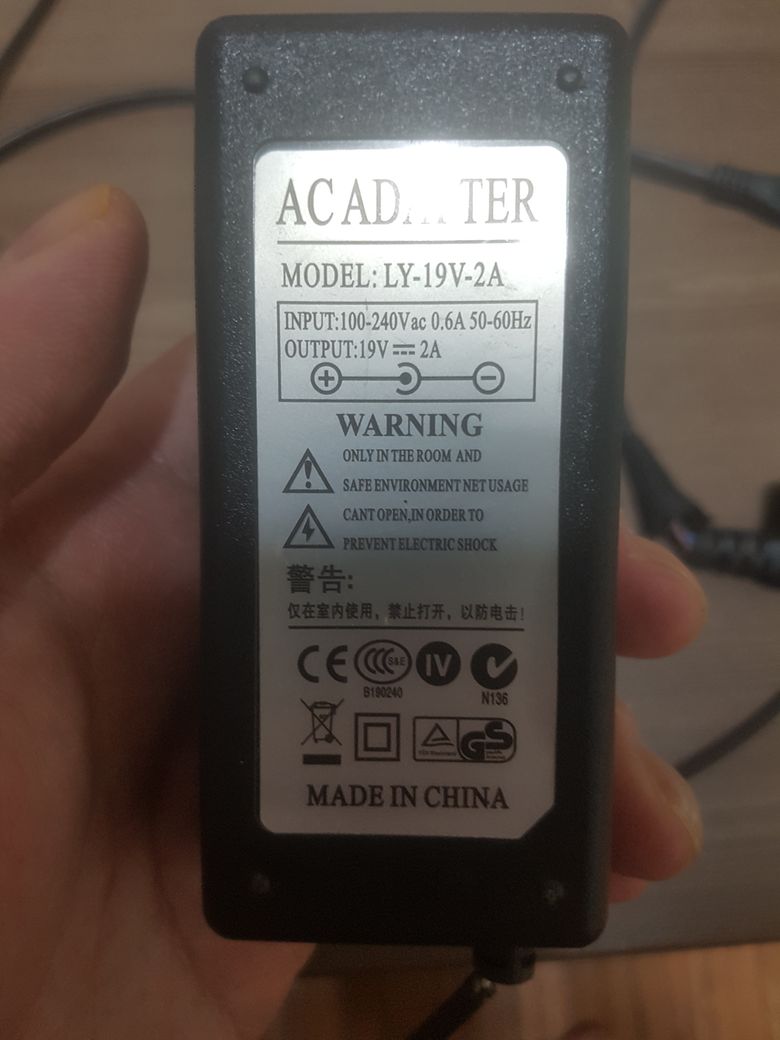 AC AD TER
MODEL: LY-19V-2A
INPUT:100-240Vac 0.6A 50-60Hz
OUTPUT:19V ⎓ 2A
WARNING
ONLY IN THE ROOM AND
SAFE ENVIRONMENT NET USAGE
CANT OPEN,IN ORDER TO
PREVENT ELECTRIC SHOCK
警告:
仅在室内使用，禁止打开，以防电击!
CE CCC S&E IV
B190240 N136
GS
MADE IN CHINA